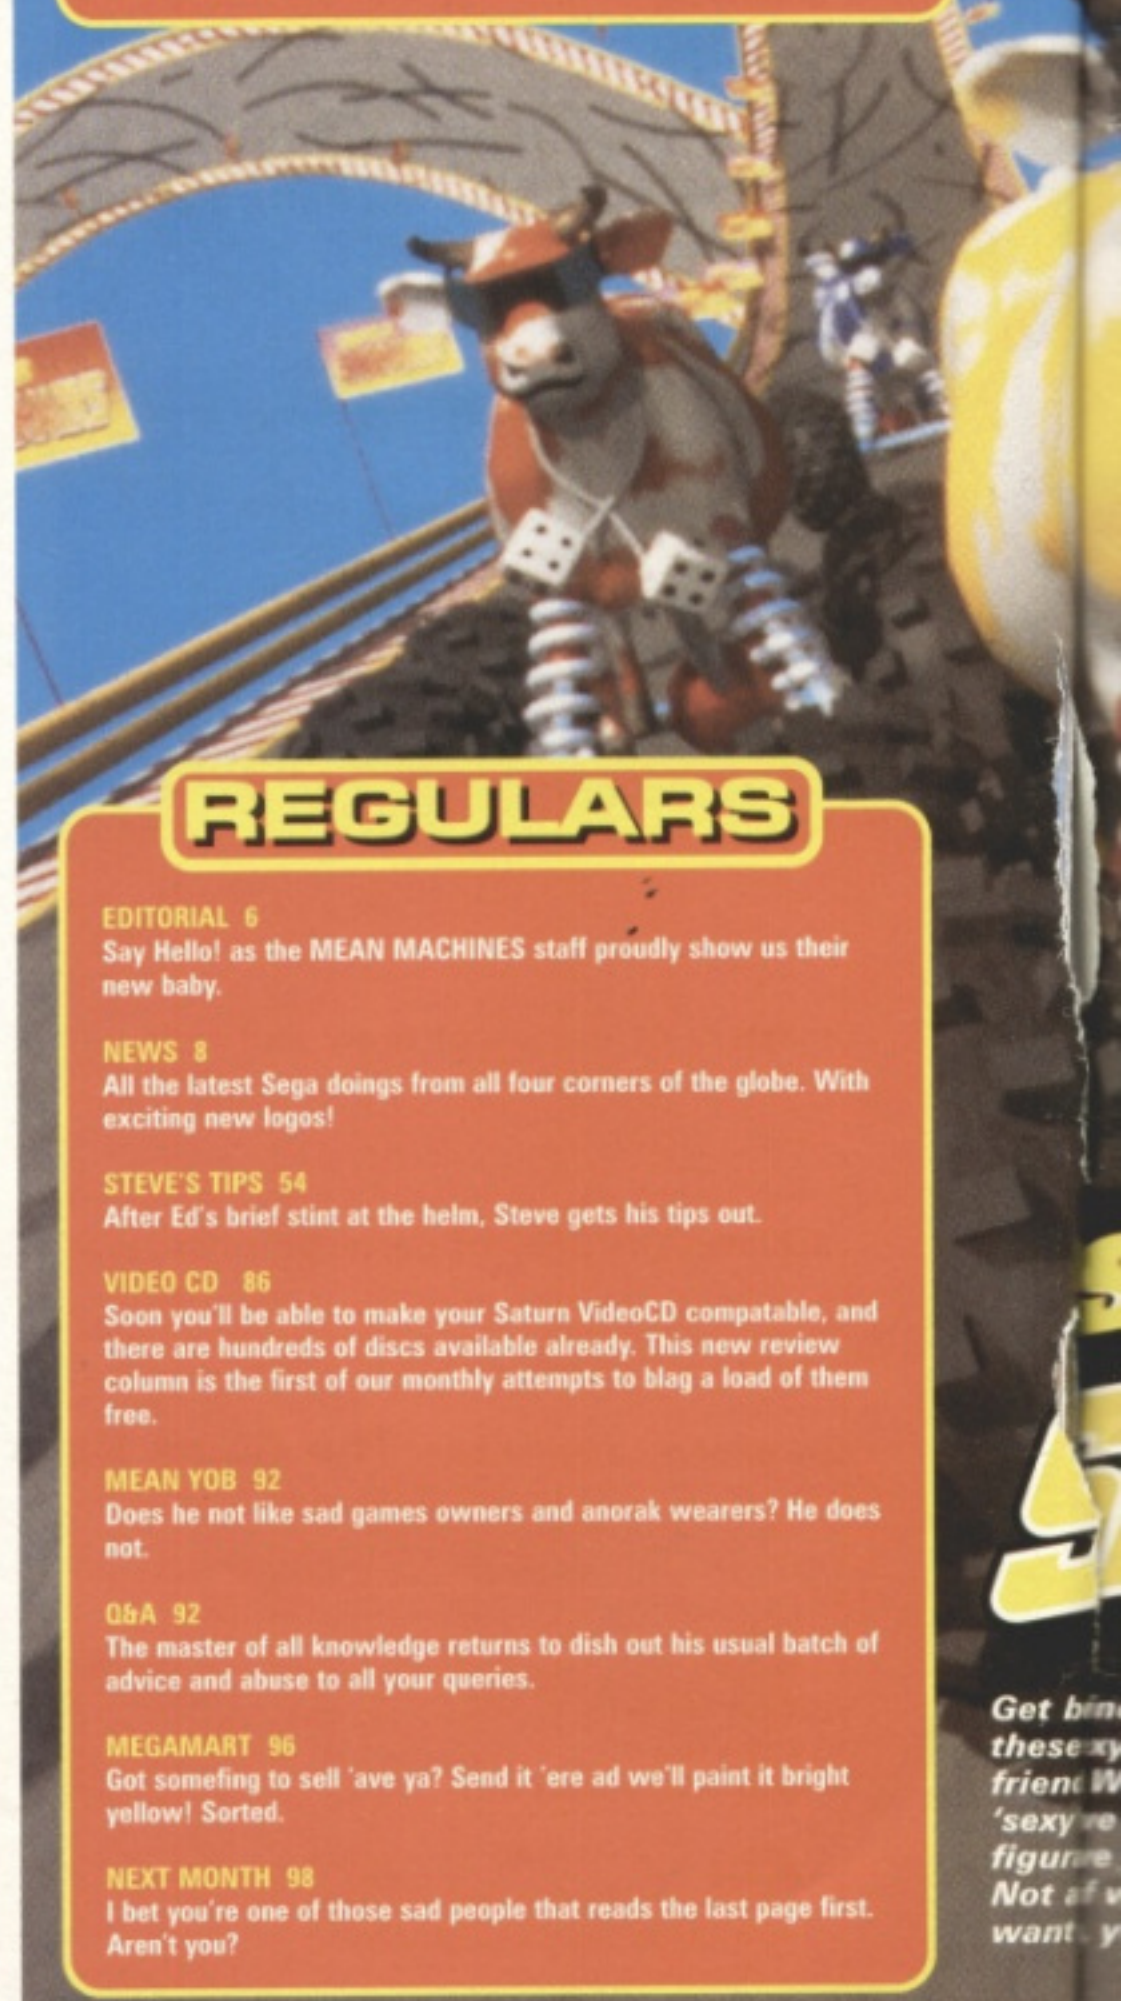 REGULARS
EDITORIAL 6
Say Hello! as the MEAN MACHINES staff proudly show us their
new baby.
NEWS 8
All the latest Sega doings from all four corners of the globe. With
exciting new logos!
STEVE'S TIPS 54
After Ed's brief stint at the helm, Steve gets his tips out.
VIDEO CD 86
Soon you'll be able to make your Saturn VideoCD compatable, and
there are hundreds of discs available already. This new review
column is the first of our monthly attempts to blag a load of them
free.
MEAN YOB 92
Does he not like sad games owners and anorak wearers? He does
not.
Q&A 92
The master of all knowledge returns to dish out his usual batch of
advice and abuse to all your queries.
MEGAMART 96
Got somefing to sell 'ave ya? Send it 'ere ad we'll paint it bright
yellow! Sorted.
NEXT MONTH 98
I bet you're one of those sad people that reads the last page first.
Aren't you?
Get
Not
want